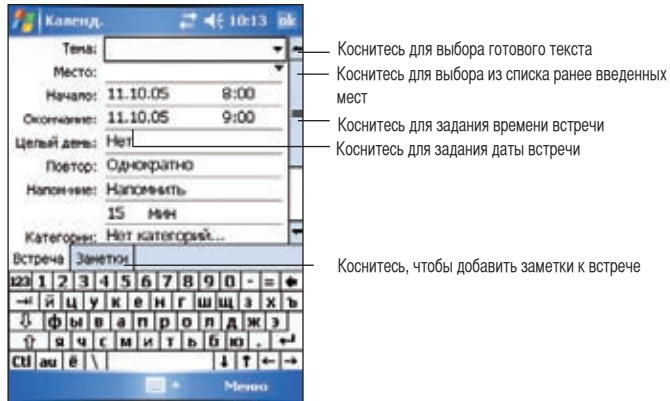 Календ. 10:13 ok
Тема:
Коснитесь для выбора готового текста
Место:
Коснитесь для выбора из списка ранее введенных
мест
Начало: 11.10.05 8:00
Окончание: 11.10.05 9:00
Коснитесь для задания времени встречи
Целый день: Нет
Коснитесь для задания даты встречи
Повтор: Однократно
Напом-ние: Напомнить
15 мин
Категории: Нет категорий...
Встреча Заметки
Коснитесь, чтобы добавить заметки к встрече
123 1 2 3 4 5 6 7 8 9 0 - =
й ц у к е н г ш щ з х ъ
ф ы в а п р о л д ж э
я ч с м и т ь б ю .
Ctl ац ё \
Меню